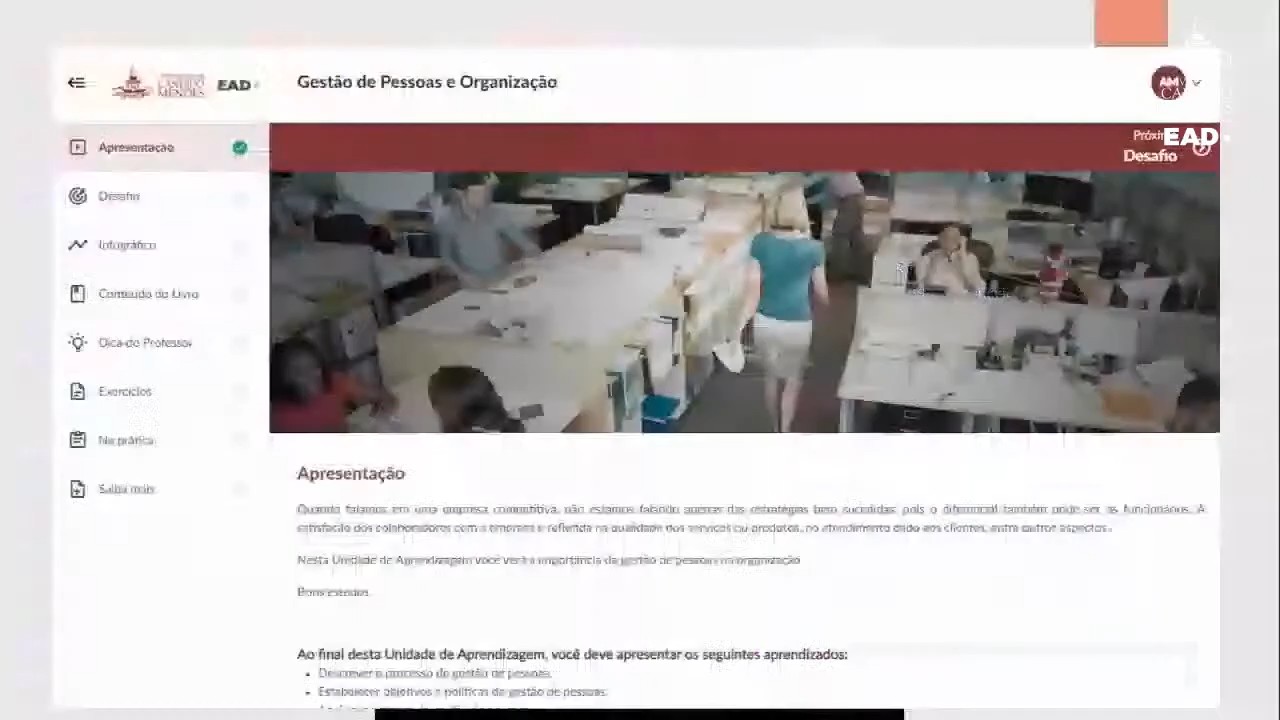 CANDIDO
MENDES
EAD
Gestão de Pessoas e Organização
AM
CA
EAD
Apresentação
Desafio
Desafio
Infográfico
Conteúdo do Livro
Dica do Professor
Exercícios
Na prática
Saiba mais
Apresentação
Quando falamos em uma empresa competitiva, não estamos falando apenas das estratégias bem sucedidas, pois o diferencial também pode ser os funcionários. A
satisfação dos colaboradores com a empresa é refletida na qualidade dos serviços ou produtos, no atendimento dado aos clientes, entre outros aspectos.
Nesta Unidade de Aprendizagem você verá a importância da gestão de pessoas na organização
Bons estudos.
Ao final desta Unidade de Aprendizagem, você deve apresentar os seguintes aprendizados:
• Descrever o processo de gestão de pessoas.
• Estabelecer objetivos e políticas de gestão de pessoas.